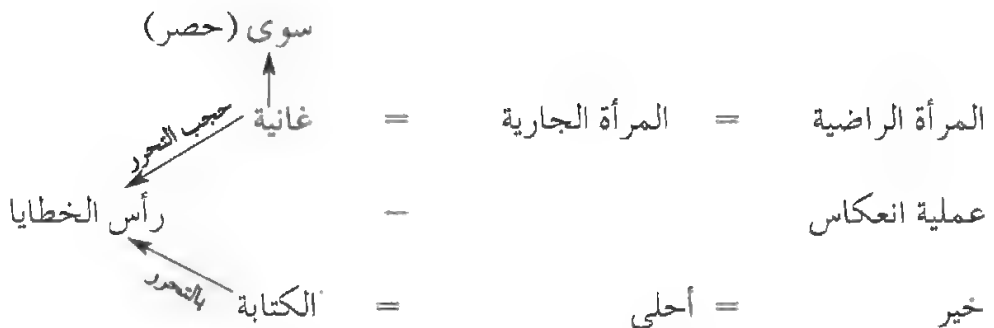 سوى (حصر)
المرأة الراضية = المرأة الجارية = غانية
حجب التحرر
عملية انعكاس - رأس الخطايا
بالتحرر
خير = أحلى = الكتابة